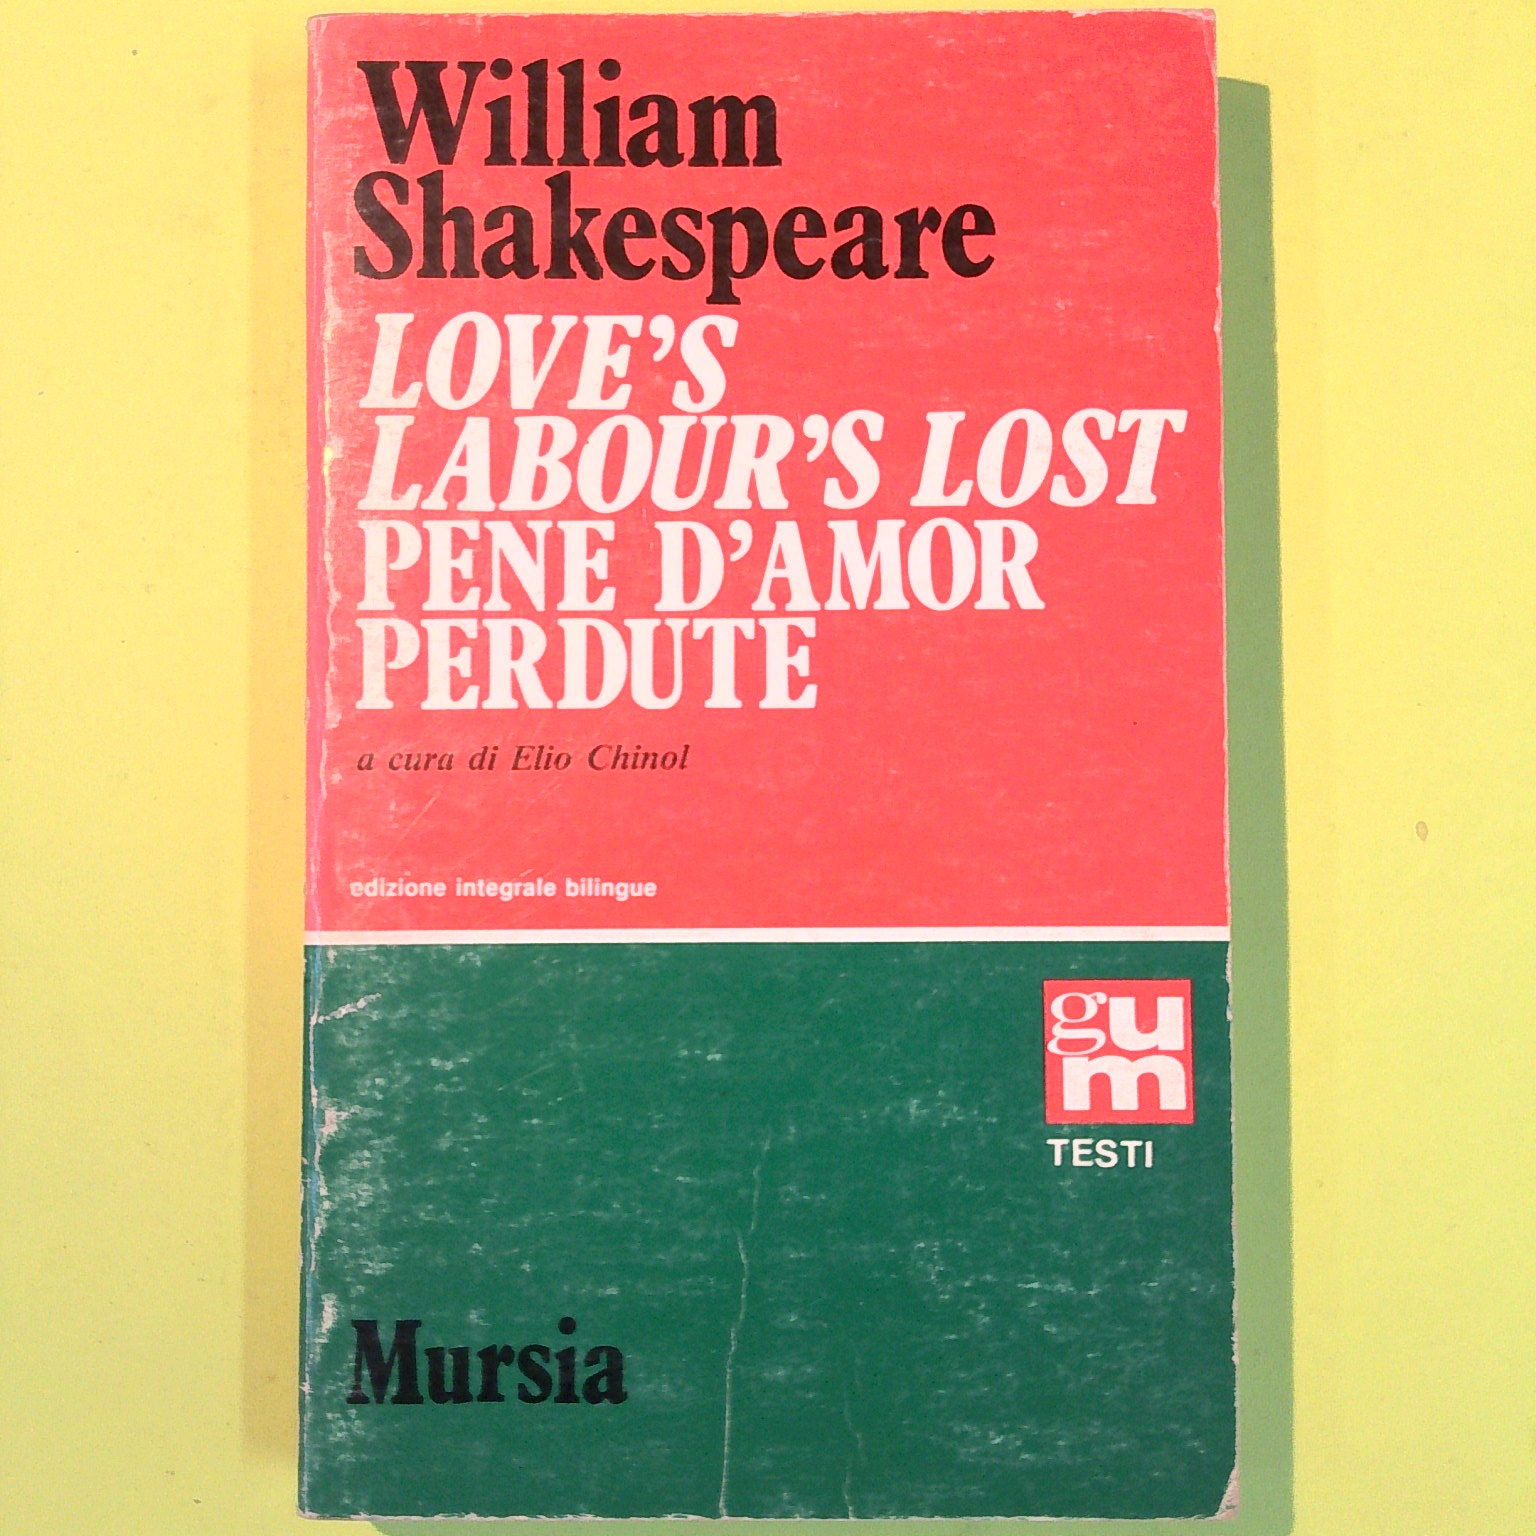 William
Shakespeare
LOVE'S
LABOUR'S LOST
PENE D'AMOR
PERDUTE
a cura di Elio Chinol
edizione integrale bilingue
gu
m
TESTI
Mursia